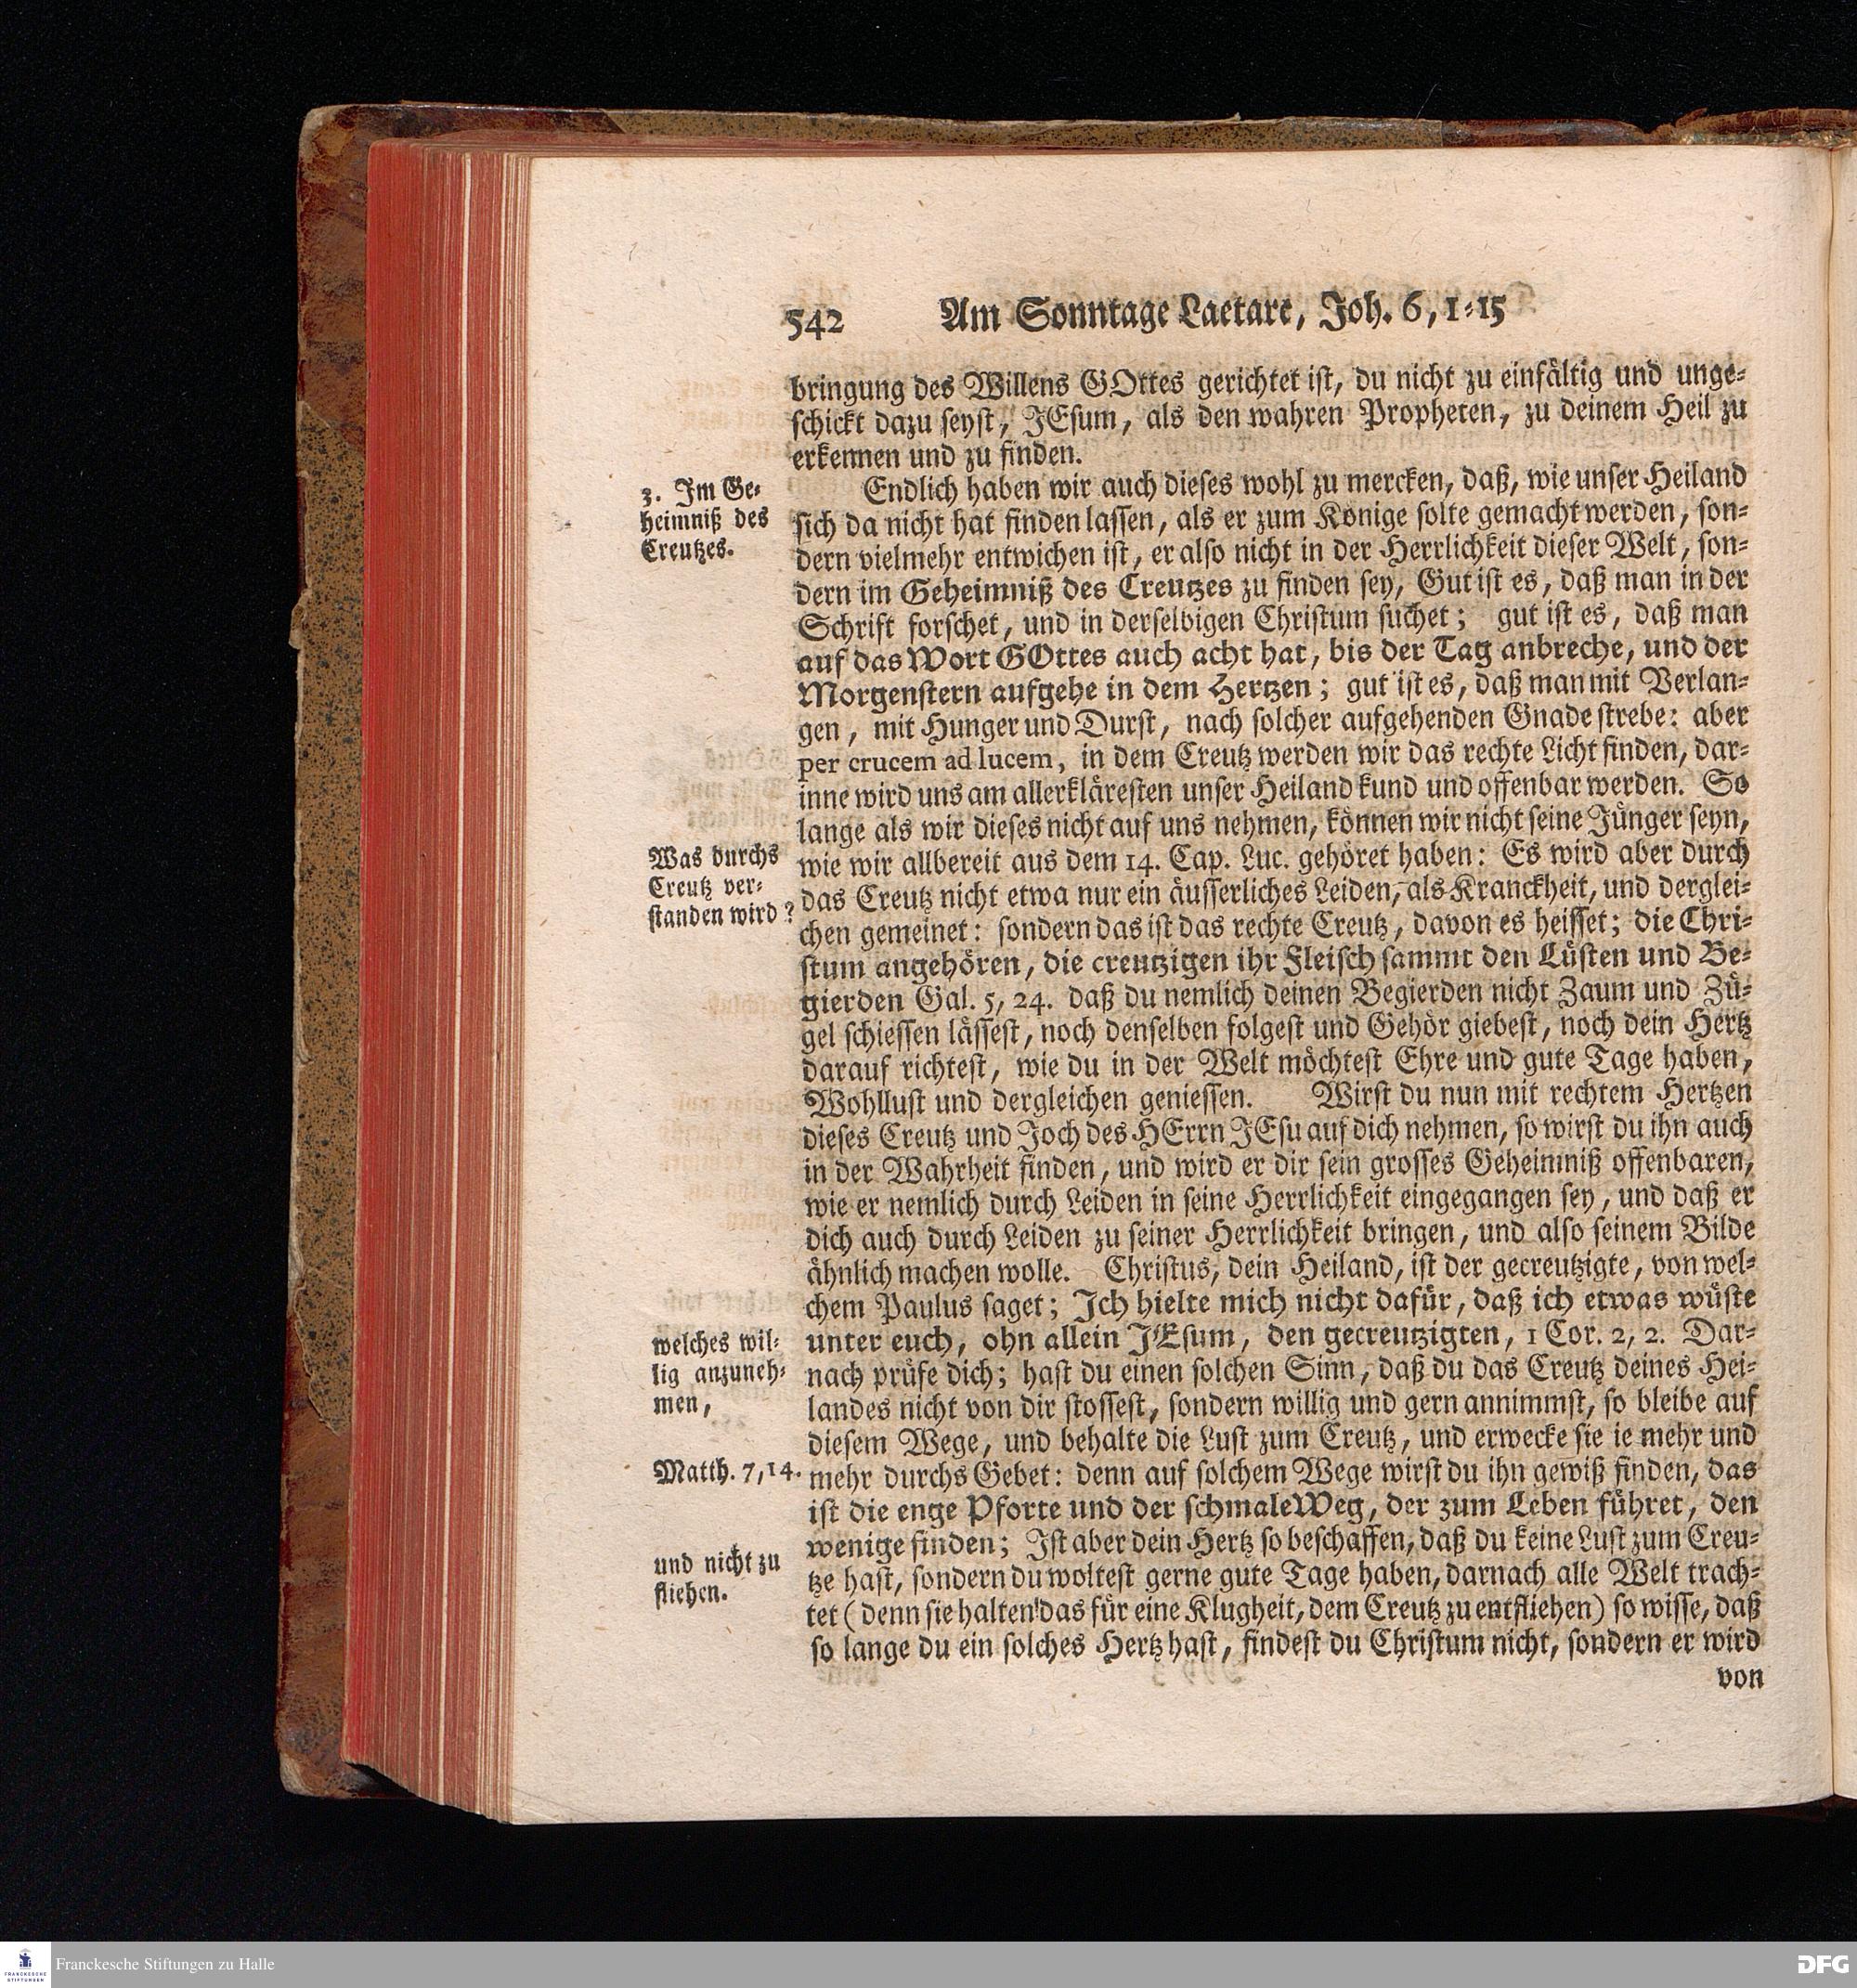 542 Am Sonntage Laetare, Joh. 6, 1-15
bringung des Willens GOttes gerichtet ist, du nicht zu einfältig und unge-
schickt dazu seyst, JEsum, als den wahren Propheten, zu deinem Heil zu
erkennen und zu finden.
3. Im Ge-
heimniß des
Creutzes.
Endlich haben wir auch dieses wohl zu mercken, daß, wie unser Heiland
sich da nicht hat finden lassen, als er zum Könige solte gemacht werden, son-
dern vielmehr entwichen ist, er also nicht in der Herrlichkeit dieser Welt, son-
dern im Geheimniß des Creutzes zu finden sey, Gut ist es, daß man in der
Schrift forschet, und in derselbigen Christum suchet; gut ist es, daß man
auf das Wort GOttes auch acht hat, bis der Tag anbreche, und der
Morgenstern aufgehe in dem Hertzen; gut ist es, daß man mit Verlan-
gen, mit Hunger und Durst, nach solcher aufgehenden Gnade strebe: aber
per crucem ad lucem, in dem Creutz werden wir das rechte Licht finden, dar-
inne wird uns am allerkläresten unser Heiland kund und offenbar werden. So
lange als wir dieses nicht auf uns nehmen, können wir nicht seine Jünger seyn,
Was durchs
Creutz ver-
standen wird?
wie wir allbereit aus dem 14. Cap. Luc. gehöret haben: Es wird aber durch
das Creutz nicht etwa nur ein äusserliches Leiden, als Kranckheit, und derglei-
chen gemeinet: sondern das ist das rechte Creutz, davon es heisset; die Chri-
stum angehören, die creutzigen ihr Fleisch sammt den Lüsten und Be-
gierden Gal. 5, 24. daß du nemlich deinen Begierden nicht Zaum und Zü-
gel schiessen lässest, noch denselben folgest und Gehör giebest, noch dein Hertz
darauf richtest, wie du in der Welt möchtest Ehre und gute Tage haben,
Wohllust und dergleichen geniessen. Wirst du nun mit rechtem Hertzen
dieses Creutz und Joch des HErrn JEsu auf dich nehmen, so wirst du ihn auch
in der Wahrheit finden, und wird er dir sein grosses Geheimniß offenbaren,
wie er nemlich durch Leiden in seine Herrlichkeit eingegangen sey, und daß er
dich auch durch Leiden zu seiner Herrlichkeit bringen, und also seinem Bilde
ähnlich machen wolle. Christus, dein Heiland, ist der gecreutzigte, von wel-
chem Paulus saget; Ich hielte mich nicht dafür, daß ich etwas wüste
welches wil-
lig anzuneh-
men,
unter euch, ohn allein JEsum, den gecreutzigten, 1 Cor. 2, 2. Dar-
nach prüfe dich; hast du einen solchen Sinn, daß du das Creutz deines Hei-
landes nicht von dir stossest, sondern willig und gern annimmst, so bleibe auf
diesem Wege, und behalte die Lust zum Creutz, und erwecke sie ie mehr und
Matth. 7, 14.
mehr durchs Gebet: denn auf solchem Wege wirst du ihn gewiß finden, das
ist die enge Pforte und der schmale Weg, der zum Leben führet, den
wenige finden; Ist aber dein Hertz so beschaffen, daß du keine Lust zum Creu-
und nicht zu
fliehen.
tze hast, sondern du woltest gerne gute Tage haben, darnach alle Welt trach-
tet (denn sie halten das für eine Klugheit, dem Creutz zu entfliehen) so wisse, daß
so lange du ein solches Hertz hast, findest du Christum nicht, sondern er wird
von
FRANCKESCHE
STIFTUNGEN
Franckesche Stiftungen zu Halle
DFG